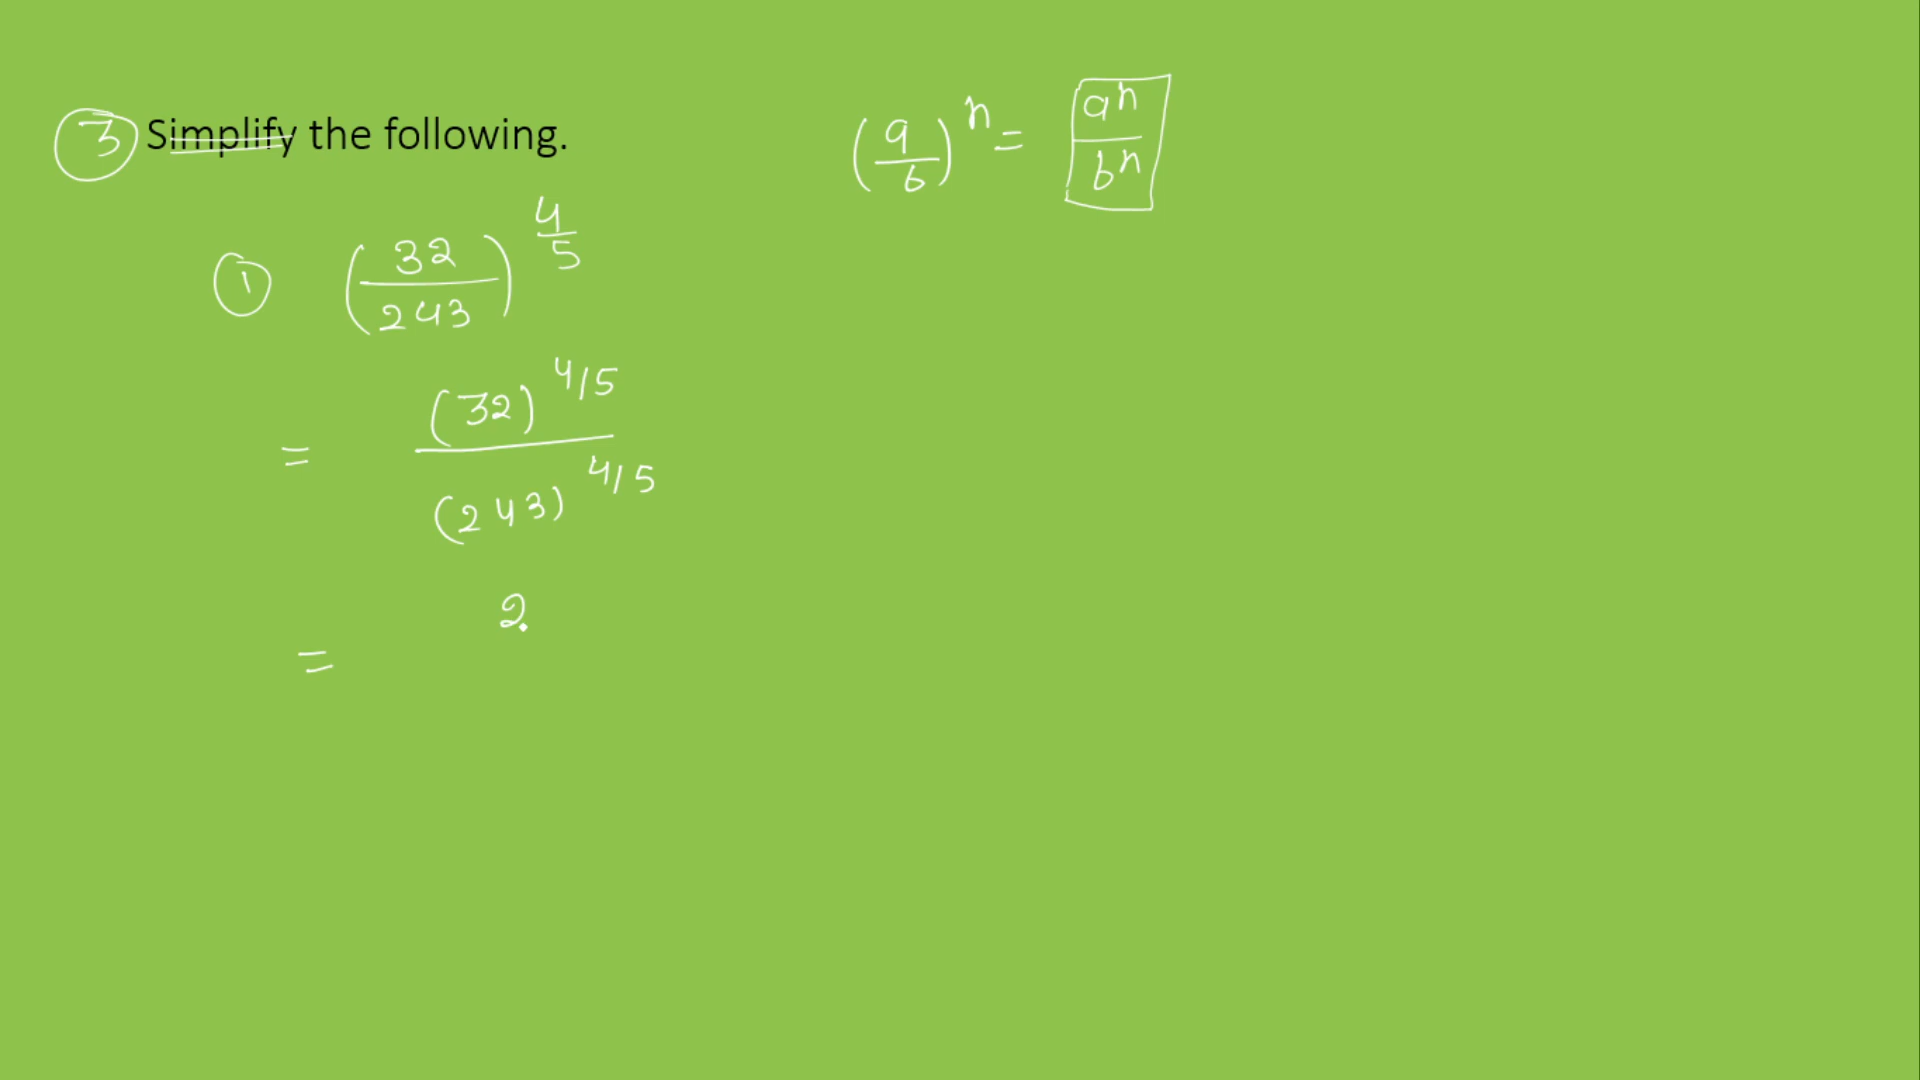 3 Simplify the following.
(a/b)^n = a^n/b^n
1 (32/243)^4/5
= (32)^4/5 / (243)^4/5
= 2